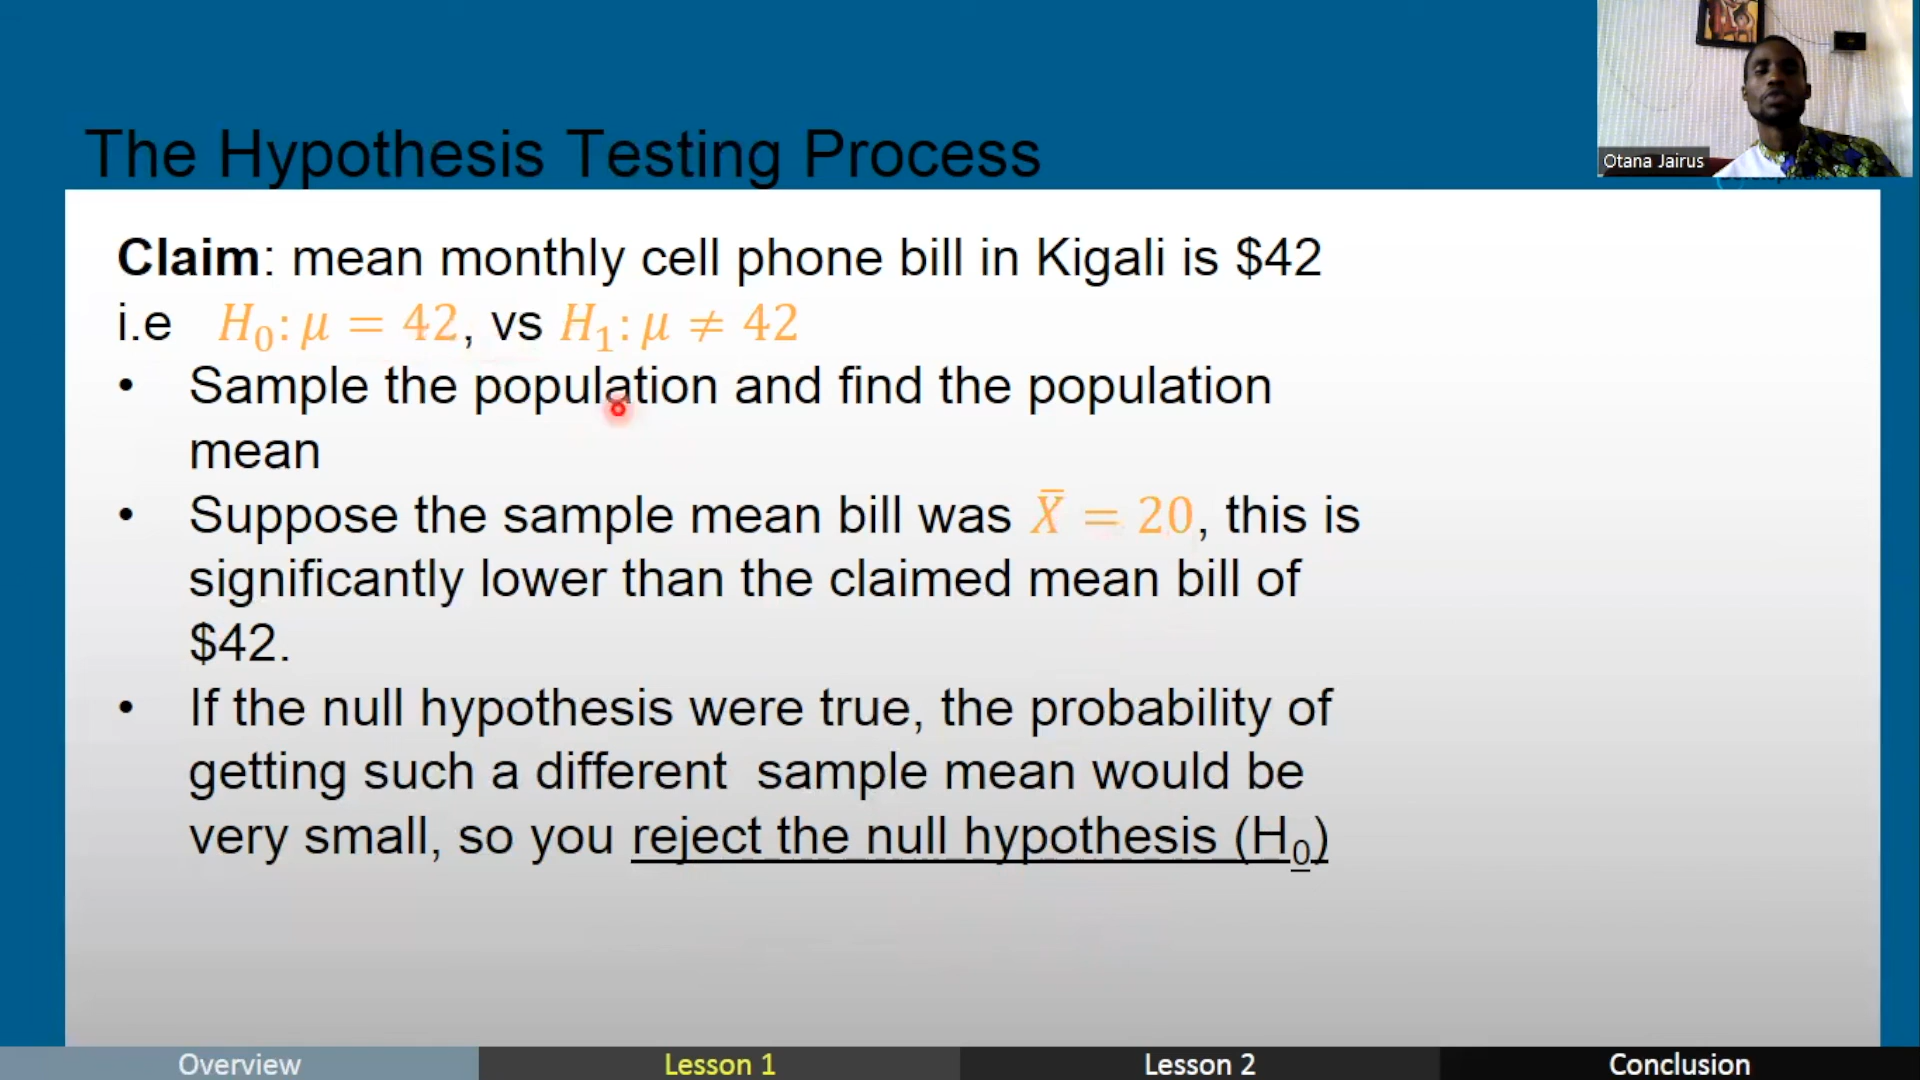 Otana Jairus
The Hypothesis Testing Process
Claim: mean monthly cell phone bill in Kigali is $42
i.e H₀: μ = 42, vs H₁: μ ≠ 42
• Sample the population and find the population
mean
• Suppose the sample mean bill was X̄ = 20, this is
significantly lower than the claimed mean bill of
$42.
• If the null hypothesis were true, the probability of
getting such a different sample mean would be
very small, so you reject the null hypothesis (H₀)
Overview Lesson 1 Lesson 2 Conclusion